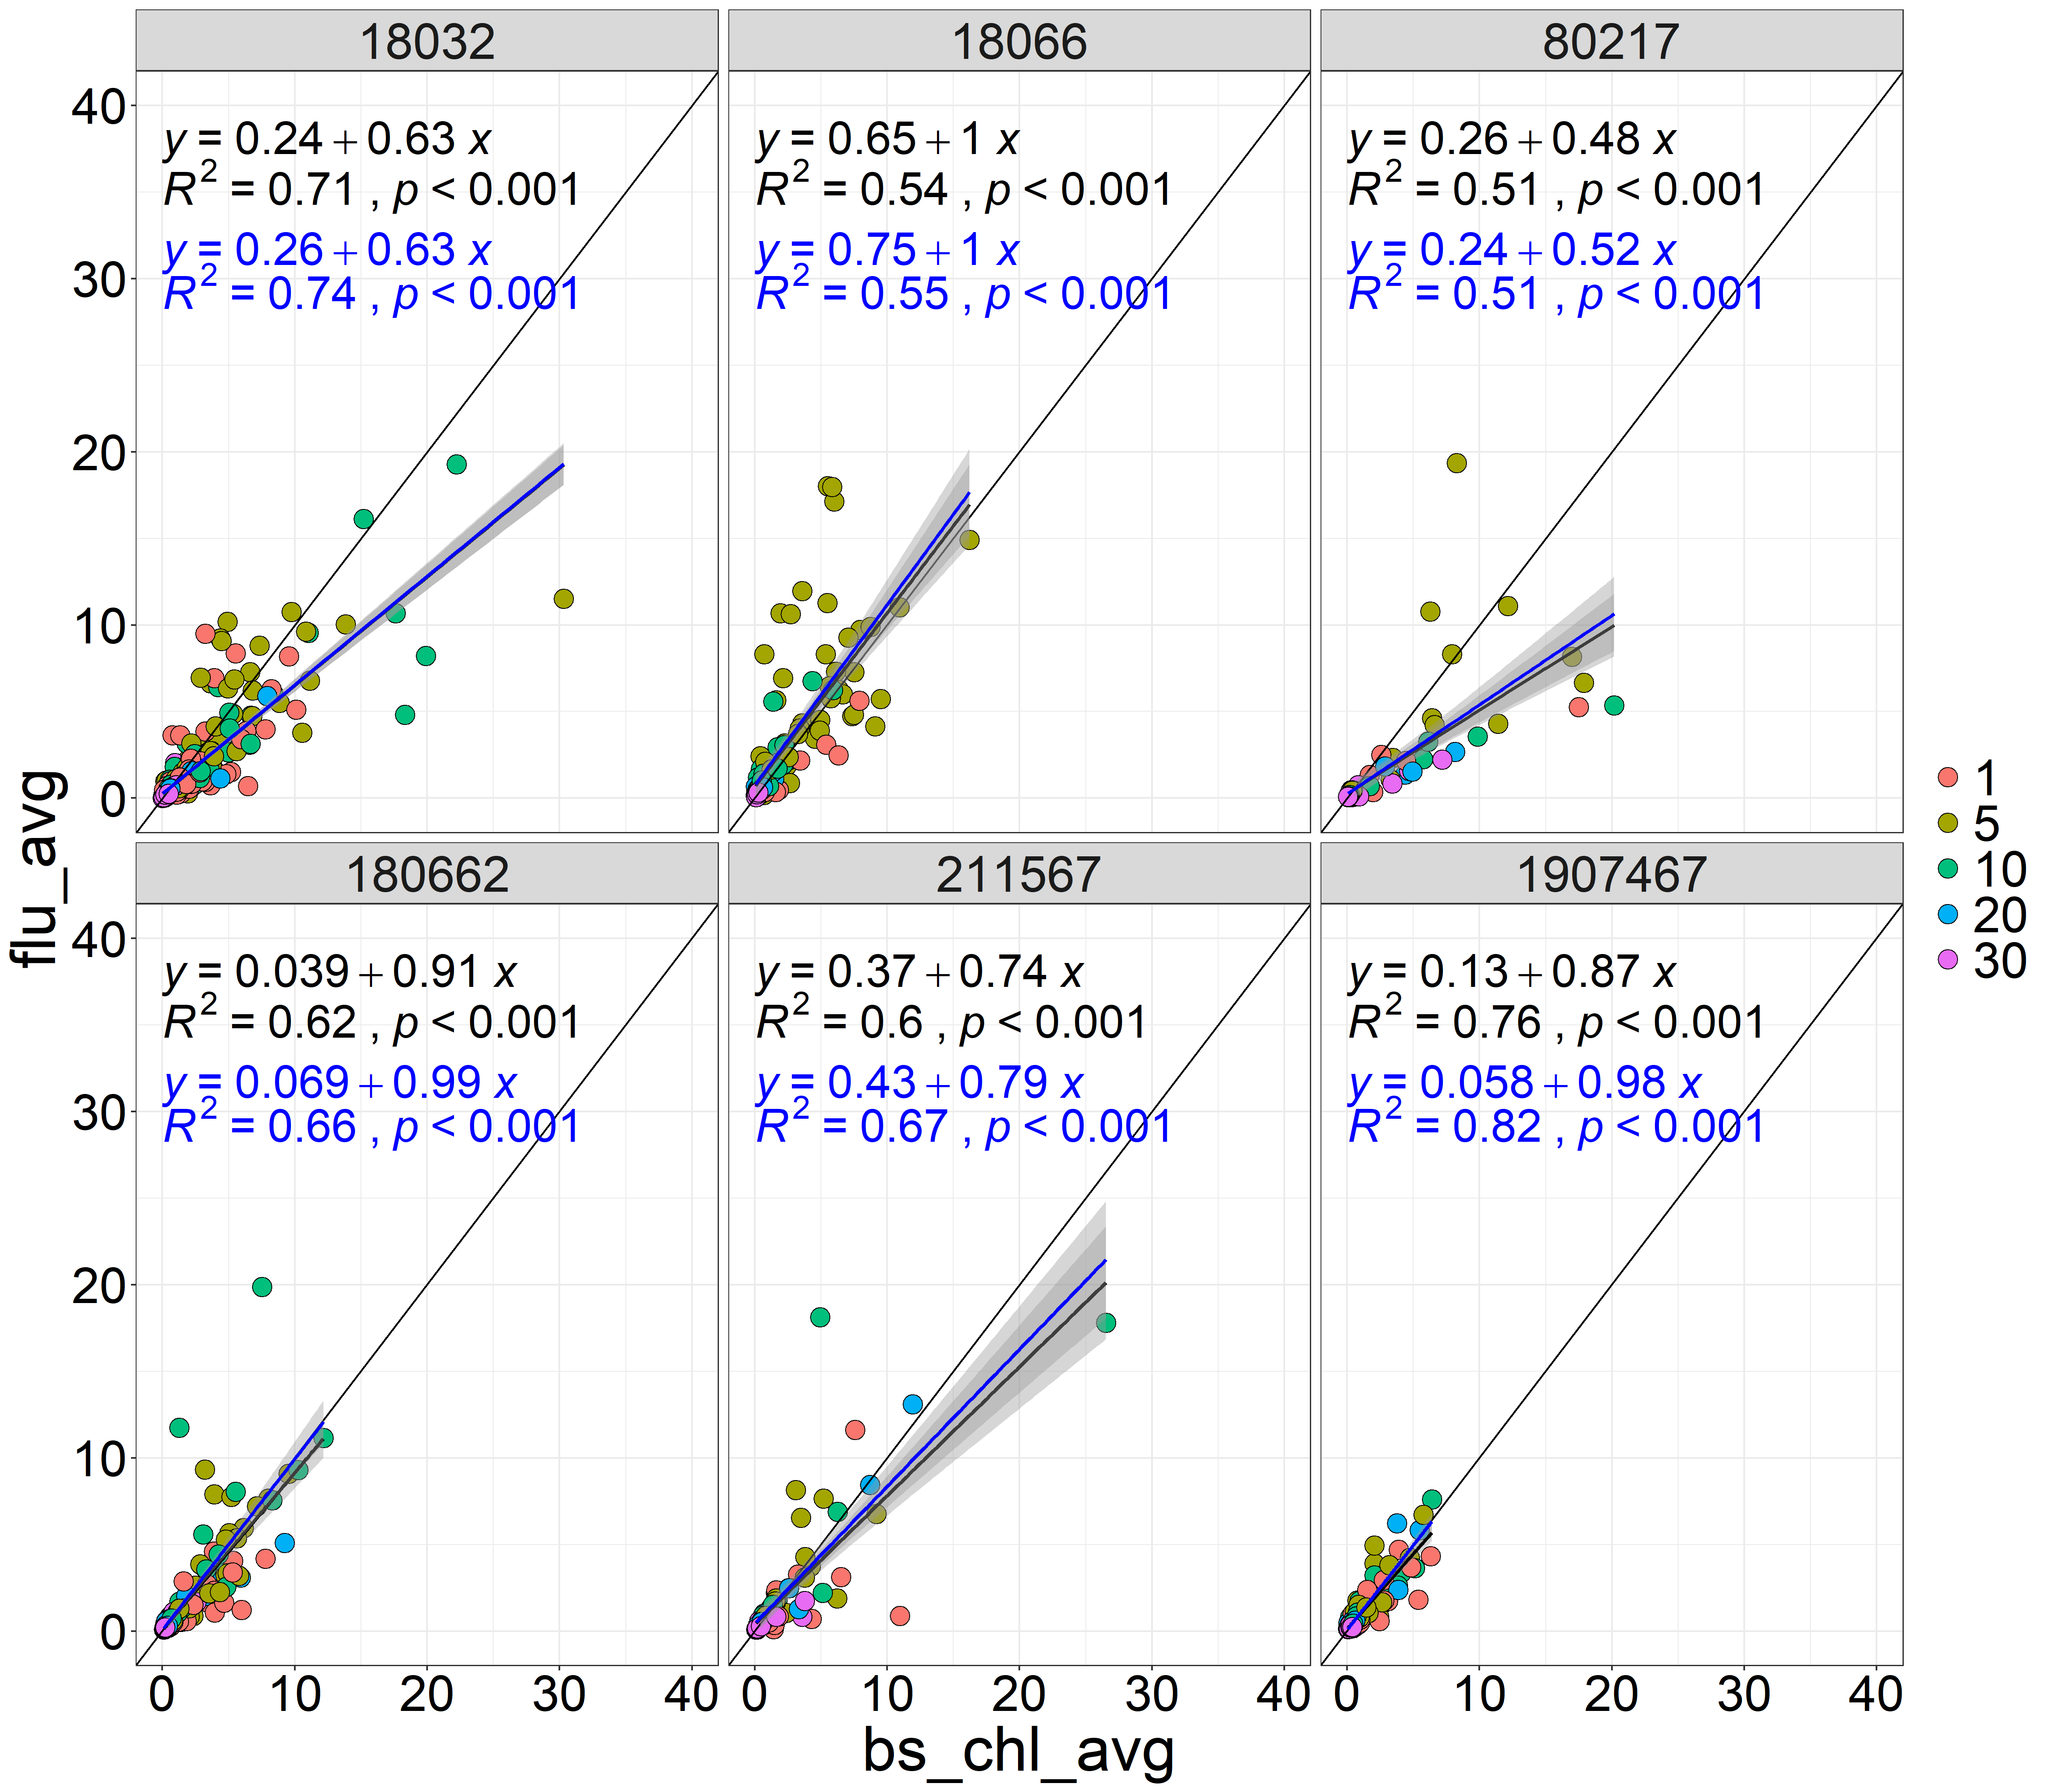 18032
18066
80217
40
30
20
10
0
y = 0.24 + 0.63 x
R² = 0.71 , p < 0.001
y = 0.26 + 0.63 x
R² = 0.74 , p < 0.001
y = 0.65 + 1 x
R² = 0.54 , p < 0.001
y = 0.75 + 1 x
R² = 0.55 , p < 0.001
y = 0.26 + 0.48 x
R² = 0.51 , p < 0.001
y = 0.24 + 0.52 x
R² = 0.51 , p < 0.001
flu_avg
1
5
10
20
30
180662
211567
1907467
40
30
20
10
0
y = 0.039 + 0.91 x
R² = 0.62 , p < 0.001
y = 0.069 + 0.99 x
R² = 0.66 , p < 0.001
y = 0.37 + 0.74 x
R² = 0.6 , p < 0.001
y = 0.43 + 0.79 x
R² = 0.67 , p < 0.001
y = 0.13 + 0.87 x
R² = 0.76 , p < 0.001
y = 0.058 + 0.98 x
R² = 0.82 , p < 0.001
0 10 20 30 40
0 10 20 30 40
0 10 20 30 40
bs_chl_avg